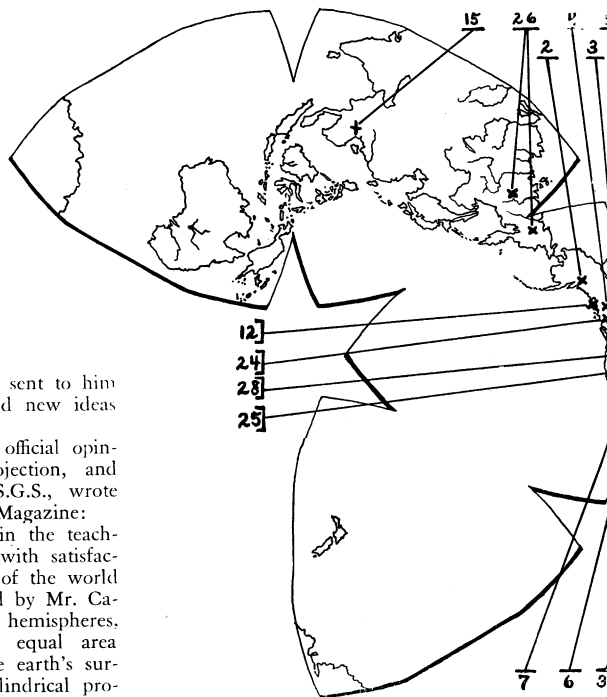 15
26
2
3
12
24
28
25
7
6
3
sent to him
d new ideas
official opin-
ojection, and
S.G.S., wrote
Magazine:
in the teach-
with satisfac-
of the world
l by Mr. Ca-
hemispheres,
equal area
e earth's sur-
lindrical pro-